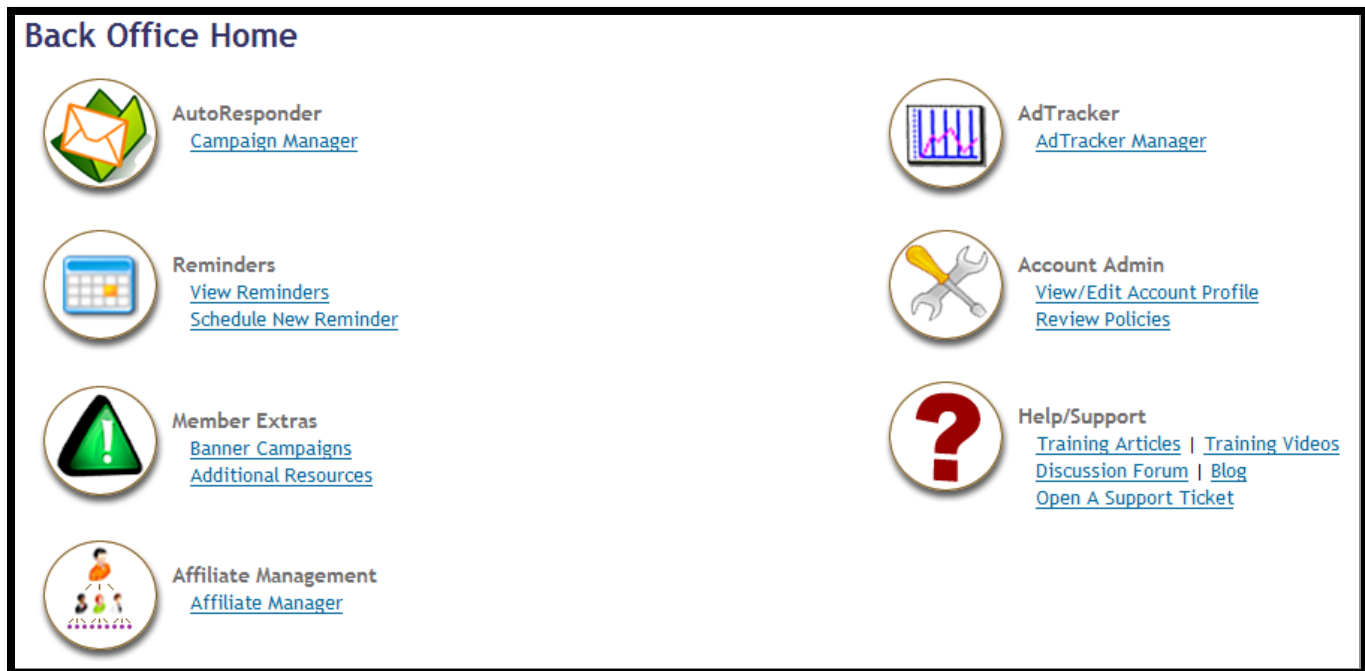 Back Office Home
AutoResponder
Campaign Manager
AdTracker
AdTracker Manager
Reminders
View Reminders
Schedule New Reminder
Account Admin
View/Edit Account Profile
Review Policies
Member Extras
Banner Campaigns
Additional Resources
Help/Support
Training Articles | Training Videos
Discussion Forum | Blog
Open A Support Ticket
Affiliate Management
Affiliate Manager